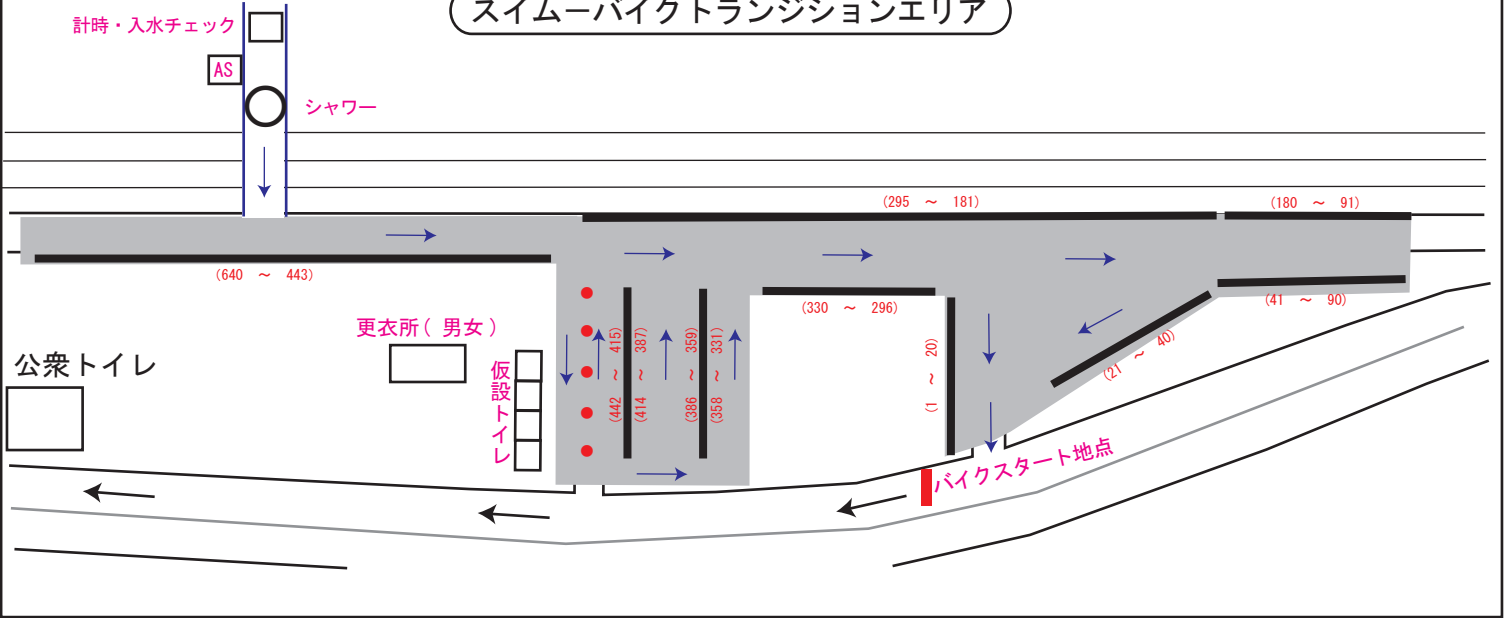 スイムーバイクトランジションエリア
計時・入水チェック
AS
シャワー
(295 ～ 181)
(180 ～ 91)
(640 ～ 443)
(330 ～ 296)
(41 ～ 90)
更衣所( 男女 )
公衆トイレ
仮設トイレ
(442 ～ 415)
(414 ～ 387)
(386 ～ 359)
(358 ～ 331)
(1 ～ 20)
(21 ～ 40)
バイクスタート地点